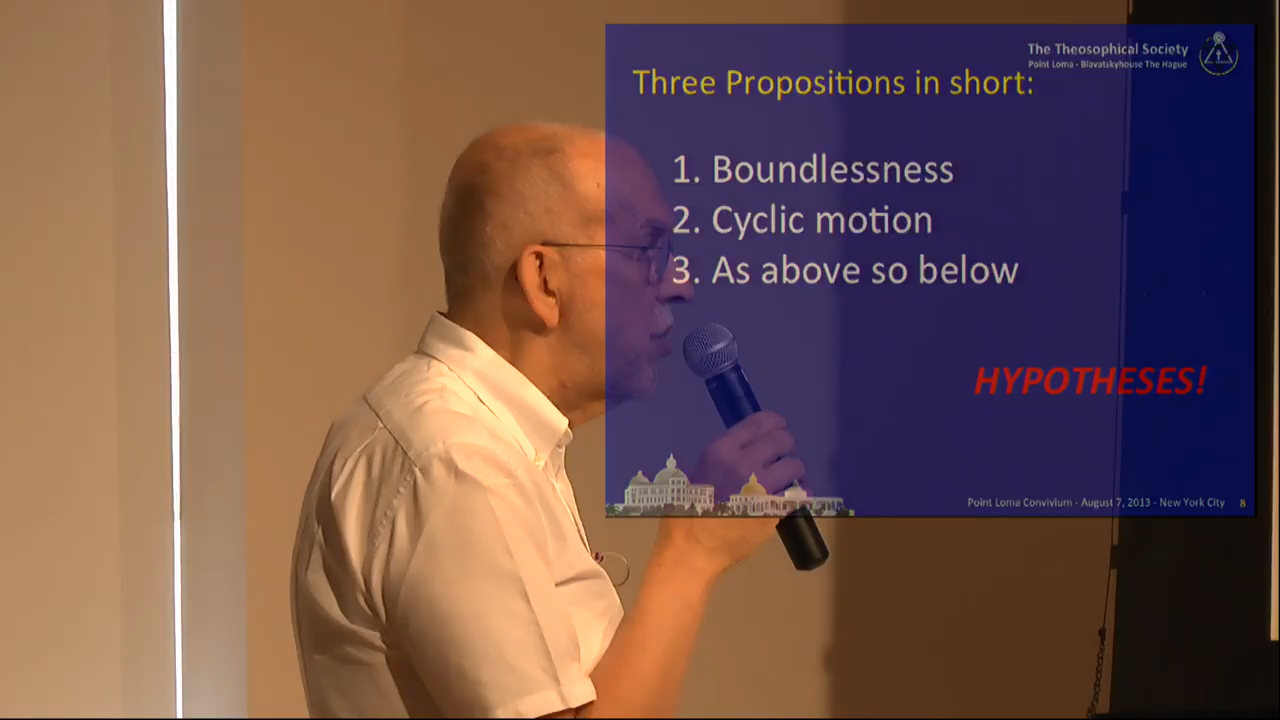 The Theosophical Society
Point Loma - Blavatskyhouse The Hague
Three Propositions in short:
1. Boundlessness
2. Cyclic motion
3. As above so below
HYPOTHESES!
Point Loma Convivium - August 7, 2013 - New York City 8